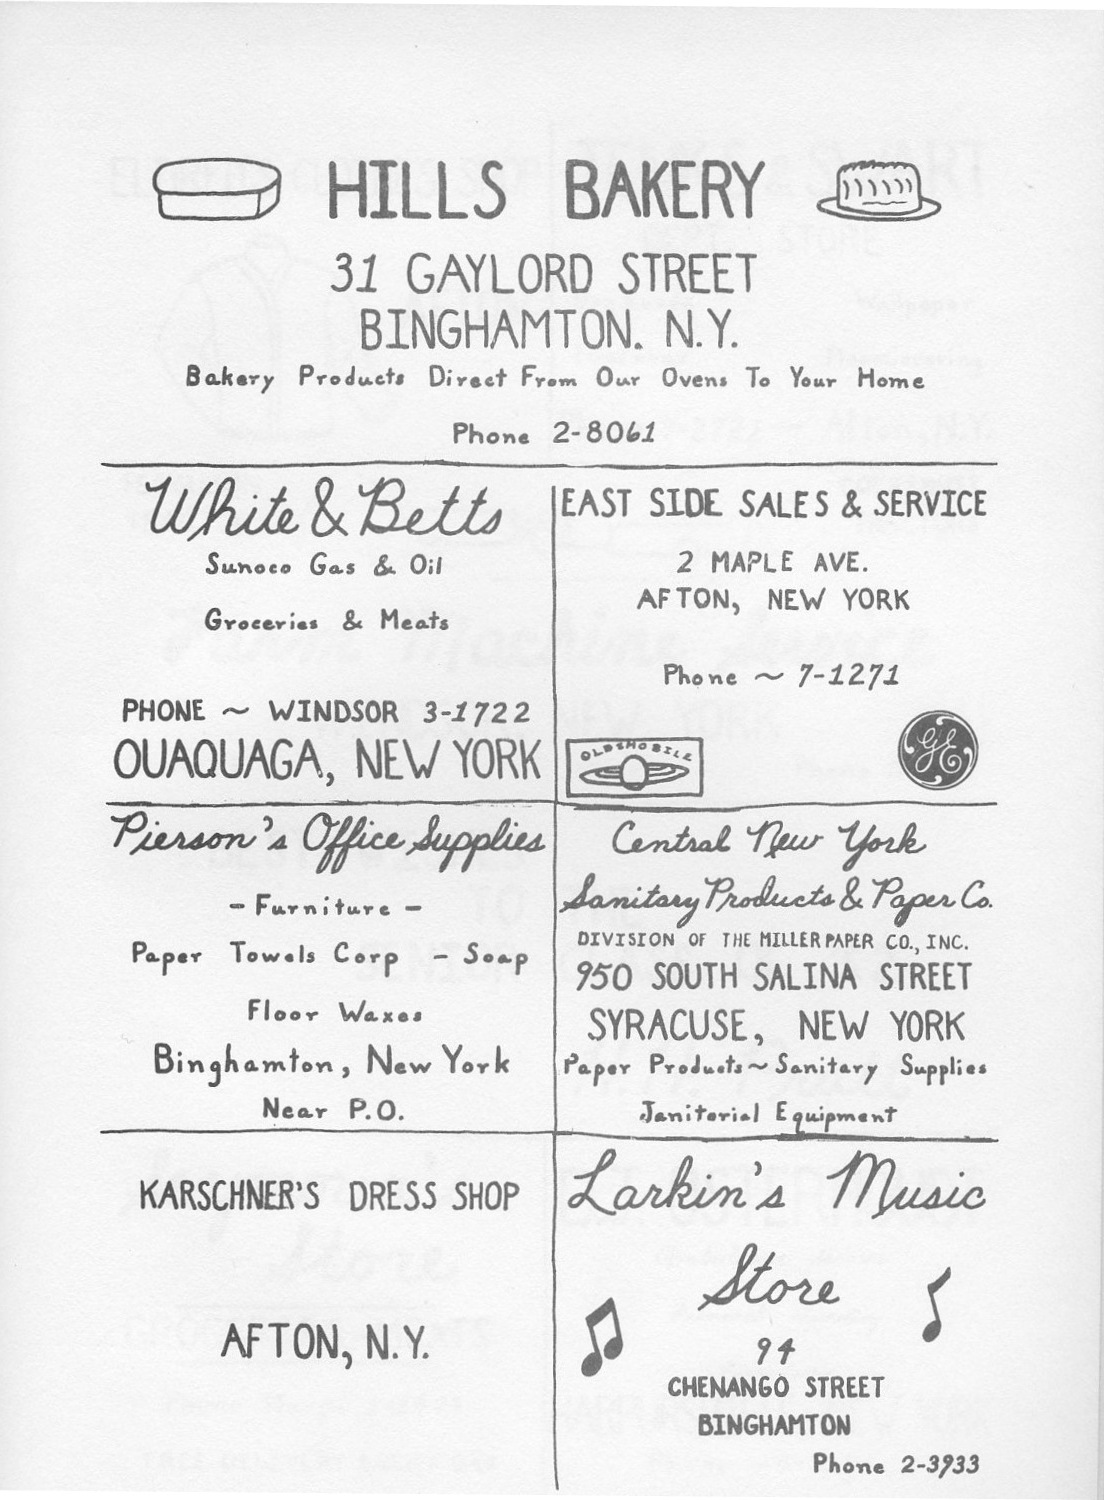 HILLS BAKERY
31 GAYLORD STREET
BINGHAMTON. N.Y.
Bakery Products Direct From Our Ovens To Your Home
Phone 2-8061
White & Betts
Sunoco Gas & Oil
Groceries & Meats
PHONE ~ WINDSOR 3-1722
OUAQUAGA, NEW YORK
EAST SIDE SALES & SERVICE
2 MAPLE AVE.
AFTON, NEW YORK
Phone ~ 7-1271
OLDSMOBILE
GE
Pierson's Office Supplies
- Furniture -
Paper Towels Corp - Soap
Floor Waxes
Binghamton, New York
Near P.O.
Central New York
Sanitary Products & Paper Co.
DIVISION OF THE MILLER PAPER CO., INC.
950 SOUTH SALINA STREET
SYRACUSE, NEW YORK
Paper Products ~ Sanitary Supplies
Janitorial Equipment
KARSCHNER'S DRESS SHOP
AFTON, N.Y.
Larkin's Music
Store
94
CHENANGO STREET
BINGHAMTON
Phone 2-3933